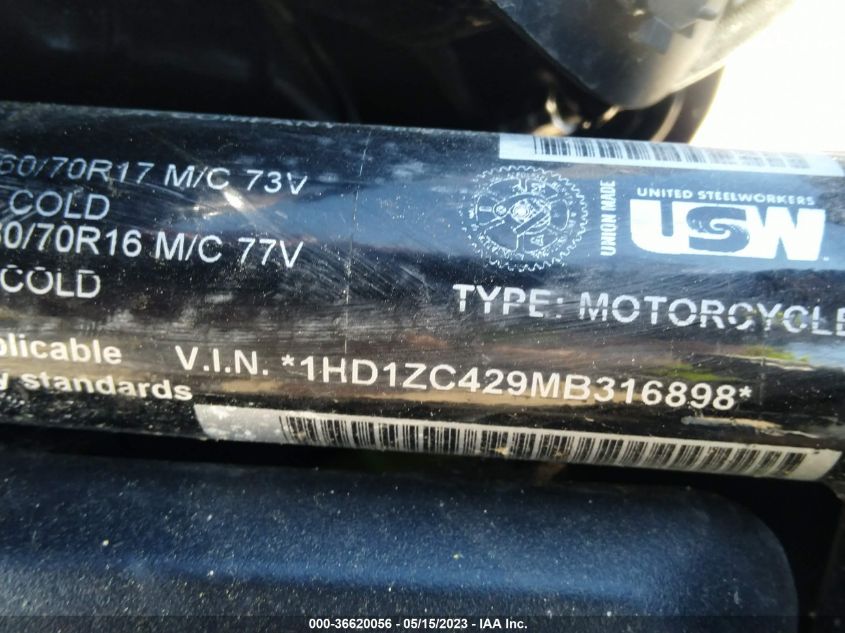 60/70R17 M/C 73V
COLD
60/70R16 M/C 77V
COLD
UNION MADE
UNITED STEELWORKERS
USW
TYPE: MOTORCYCLE
plicable
V.I.N. *1HD1ZC429MB316898*
y standards
000-36620056 - 05/15/2023 - IAA Inc.